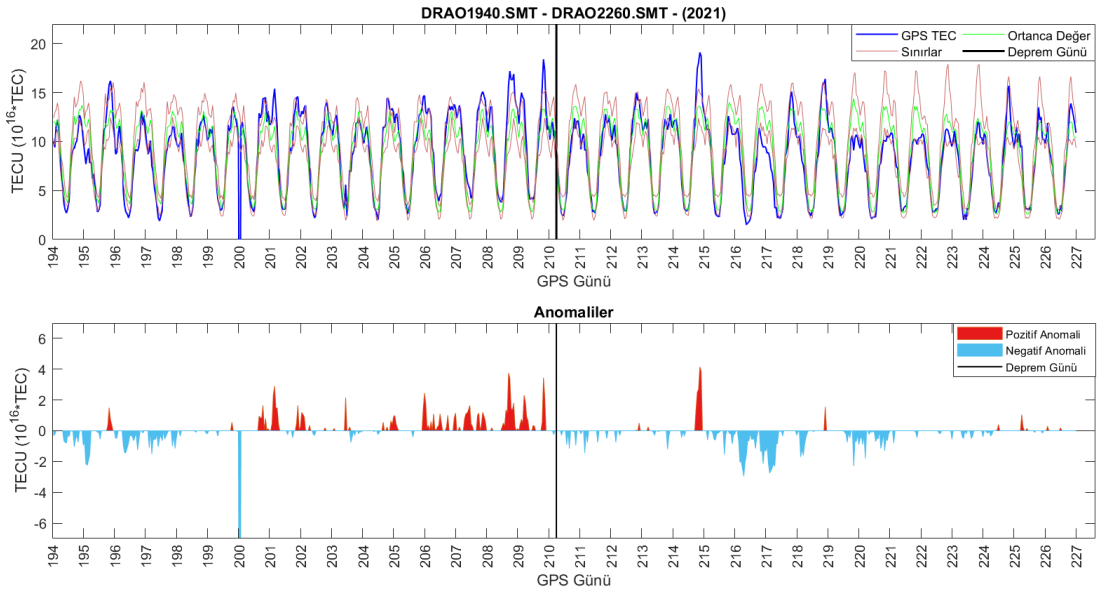 DRAO1940.SMT - DRAO2260.SMT - (2021)
TECU (10^16*TEC)
20
15
10
5
0
GPS TEC
Ortanca Değer
Sınırlar
Deprem Günü
194 195 196 197 198 199 200 201 202 203 204 205 206 207 208 209 210 211 212 213 214 215 216 217 218 219 220 221 222 223 224 225 226 227
GPS Günü
Anomaliler
TECU (10^16*TEC)
6
4
2
0
-2
-4
-6
Pozitif Anomali
Negatif Anomali
Deprem Günü
194 195 196 197 198 199 200 201 202 203 204 205 206 207 208 209 210 211 212 213 214 215 216 217 218 219 220 221 222 223 224 225 226 227
GPS Günü